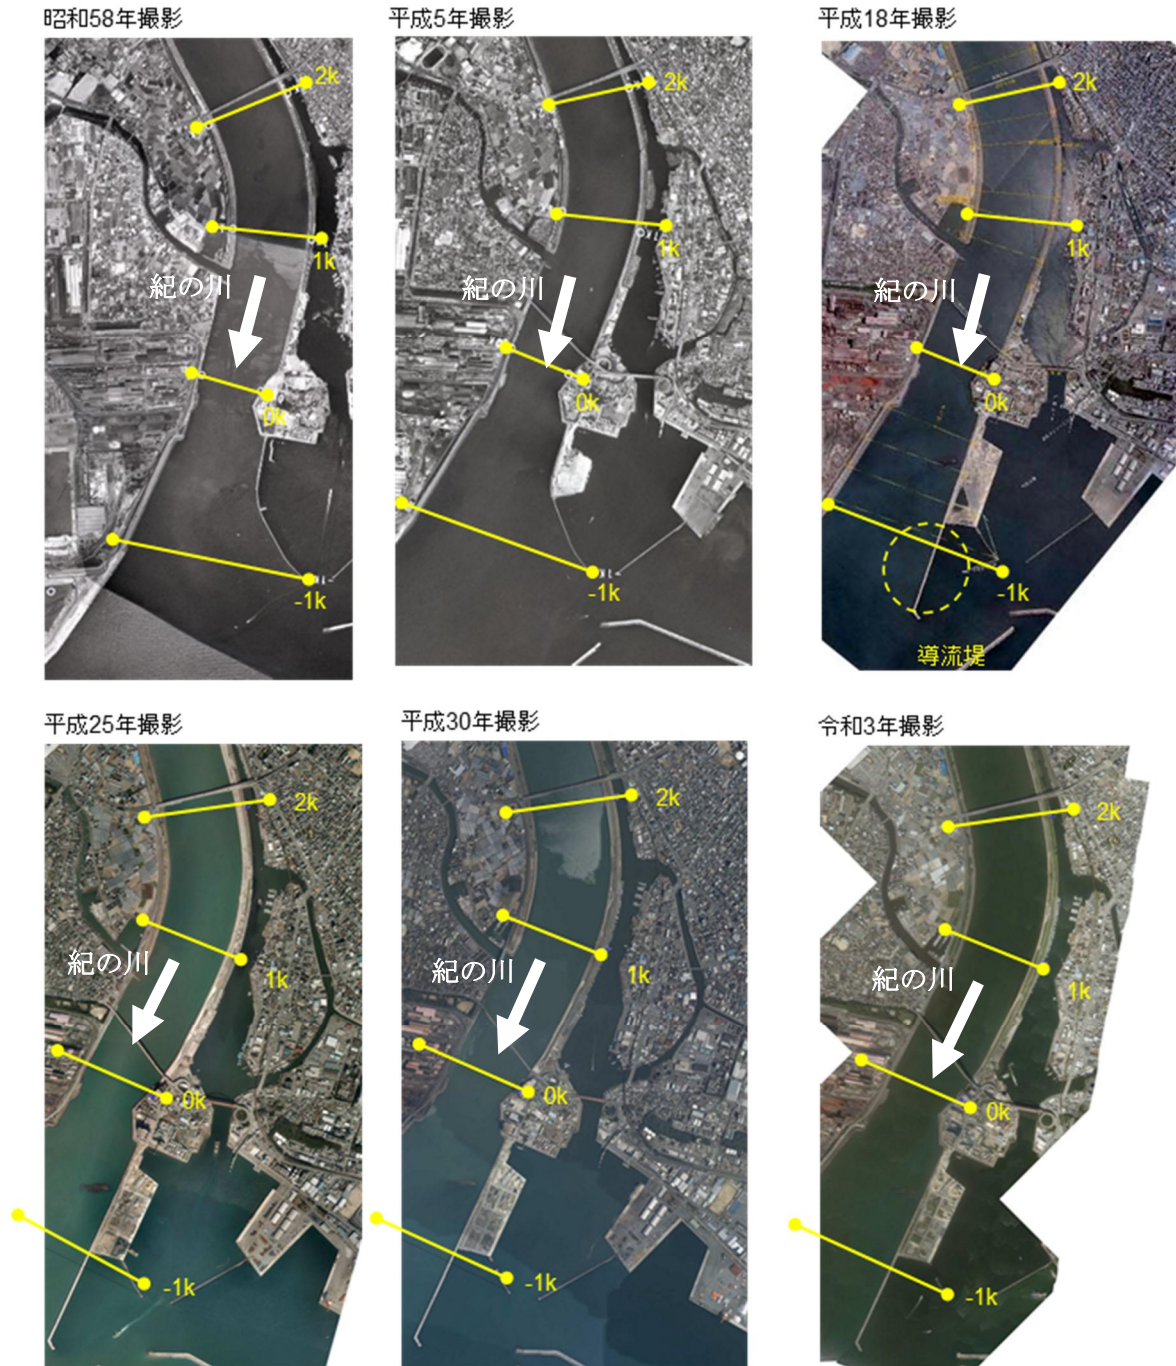 昭和58年撮影
2k
1k
紀の川
0k
-1k
平成5年撮影
2k
1k
紀の川
0k
-1k
平成18年撮影
2k
1k
紀の川
0k
-1k
導流堤
平成25年撮影
2k
1k
紀の川
0k
-1k
平成30年撮影
2k
1k
紀の川
0k
-1k
令和3年撮影
2k
1k
紀の川
0k
-1k